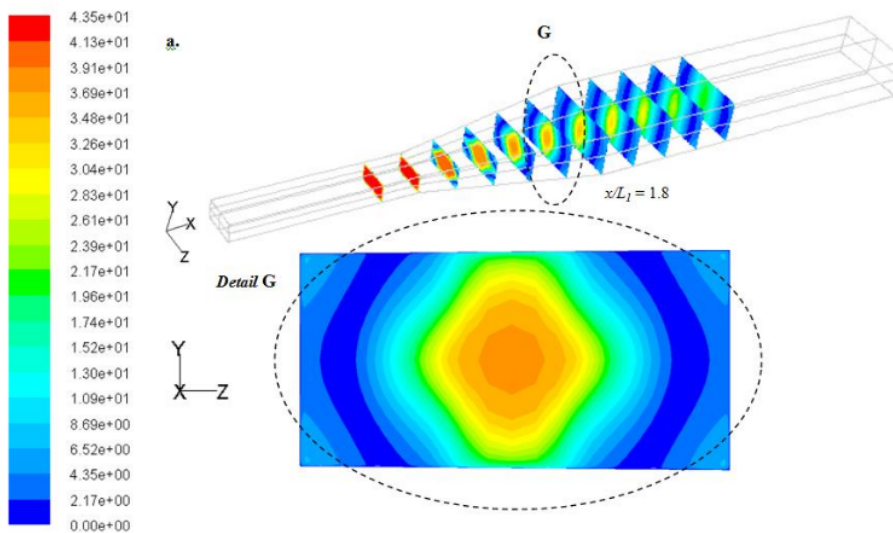 4.35e+01
4.13e+01
3.91e+01
3.69e+01
3.48e+01
3.26e+01
3.04e+01
2.83e+01
2.61e+01
2.39e+01
2.17e+01
1.96e+01
1.74e+01
1.52e+01
1.30e+01
1.09e+01
8.69e+00
6.52e+00
4.35e+00
2.17e+00
0.00e+00
a.
G
Y
X
Z
x/L1 = 1.8
Detail G
Y
X
Z